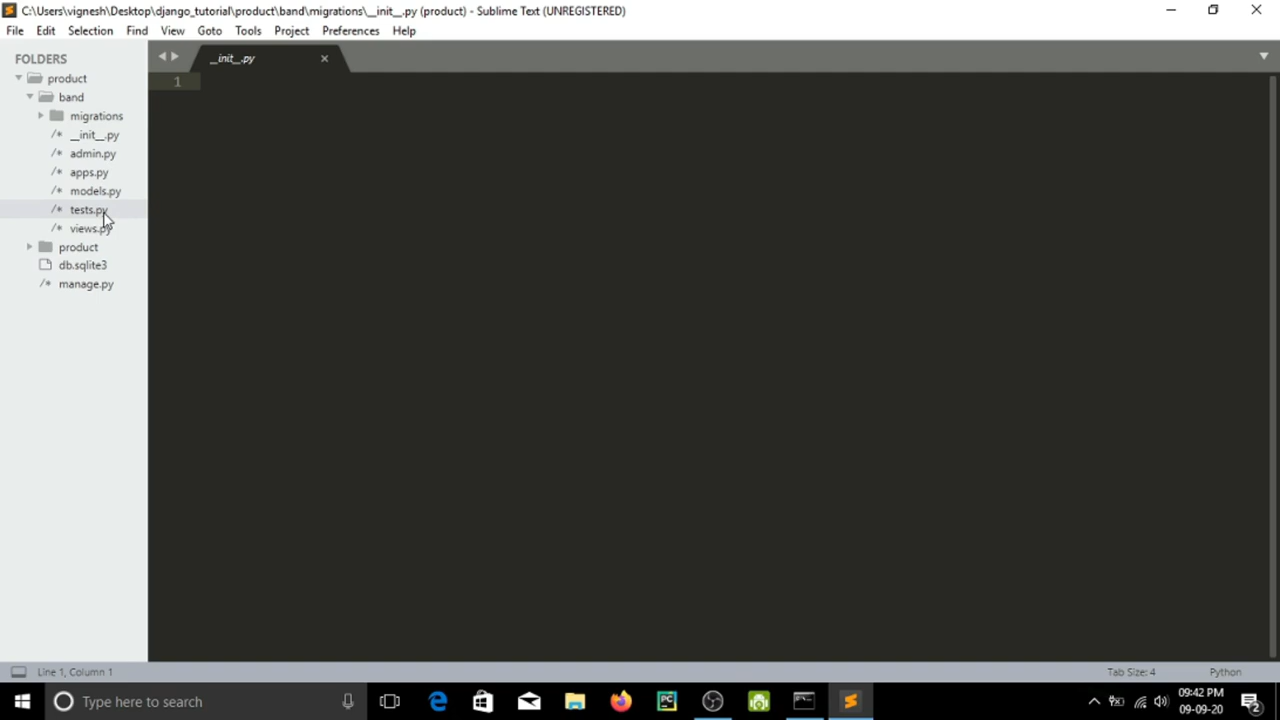 C:\Users\vignesh\Desktop\django_tutorial\product\band\migrations\__init__.py (product) - Sublime Text (UNREGISTERED)
File Edit Selection Find View Goto Tools Project Preferences Help
FOLDERS
__init__.py
product
1
band
migrations
/* __init__.py
/* admin.py
/* apps.py
/* models.py
/* tests.py
/* views.py
product
db.sqlite3
/* manage.py
Line 1, Column 1
Tab Size: 4
Python
Type here to search
PC
09:42 PM
09-09-20
2